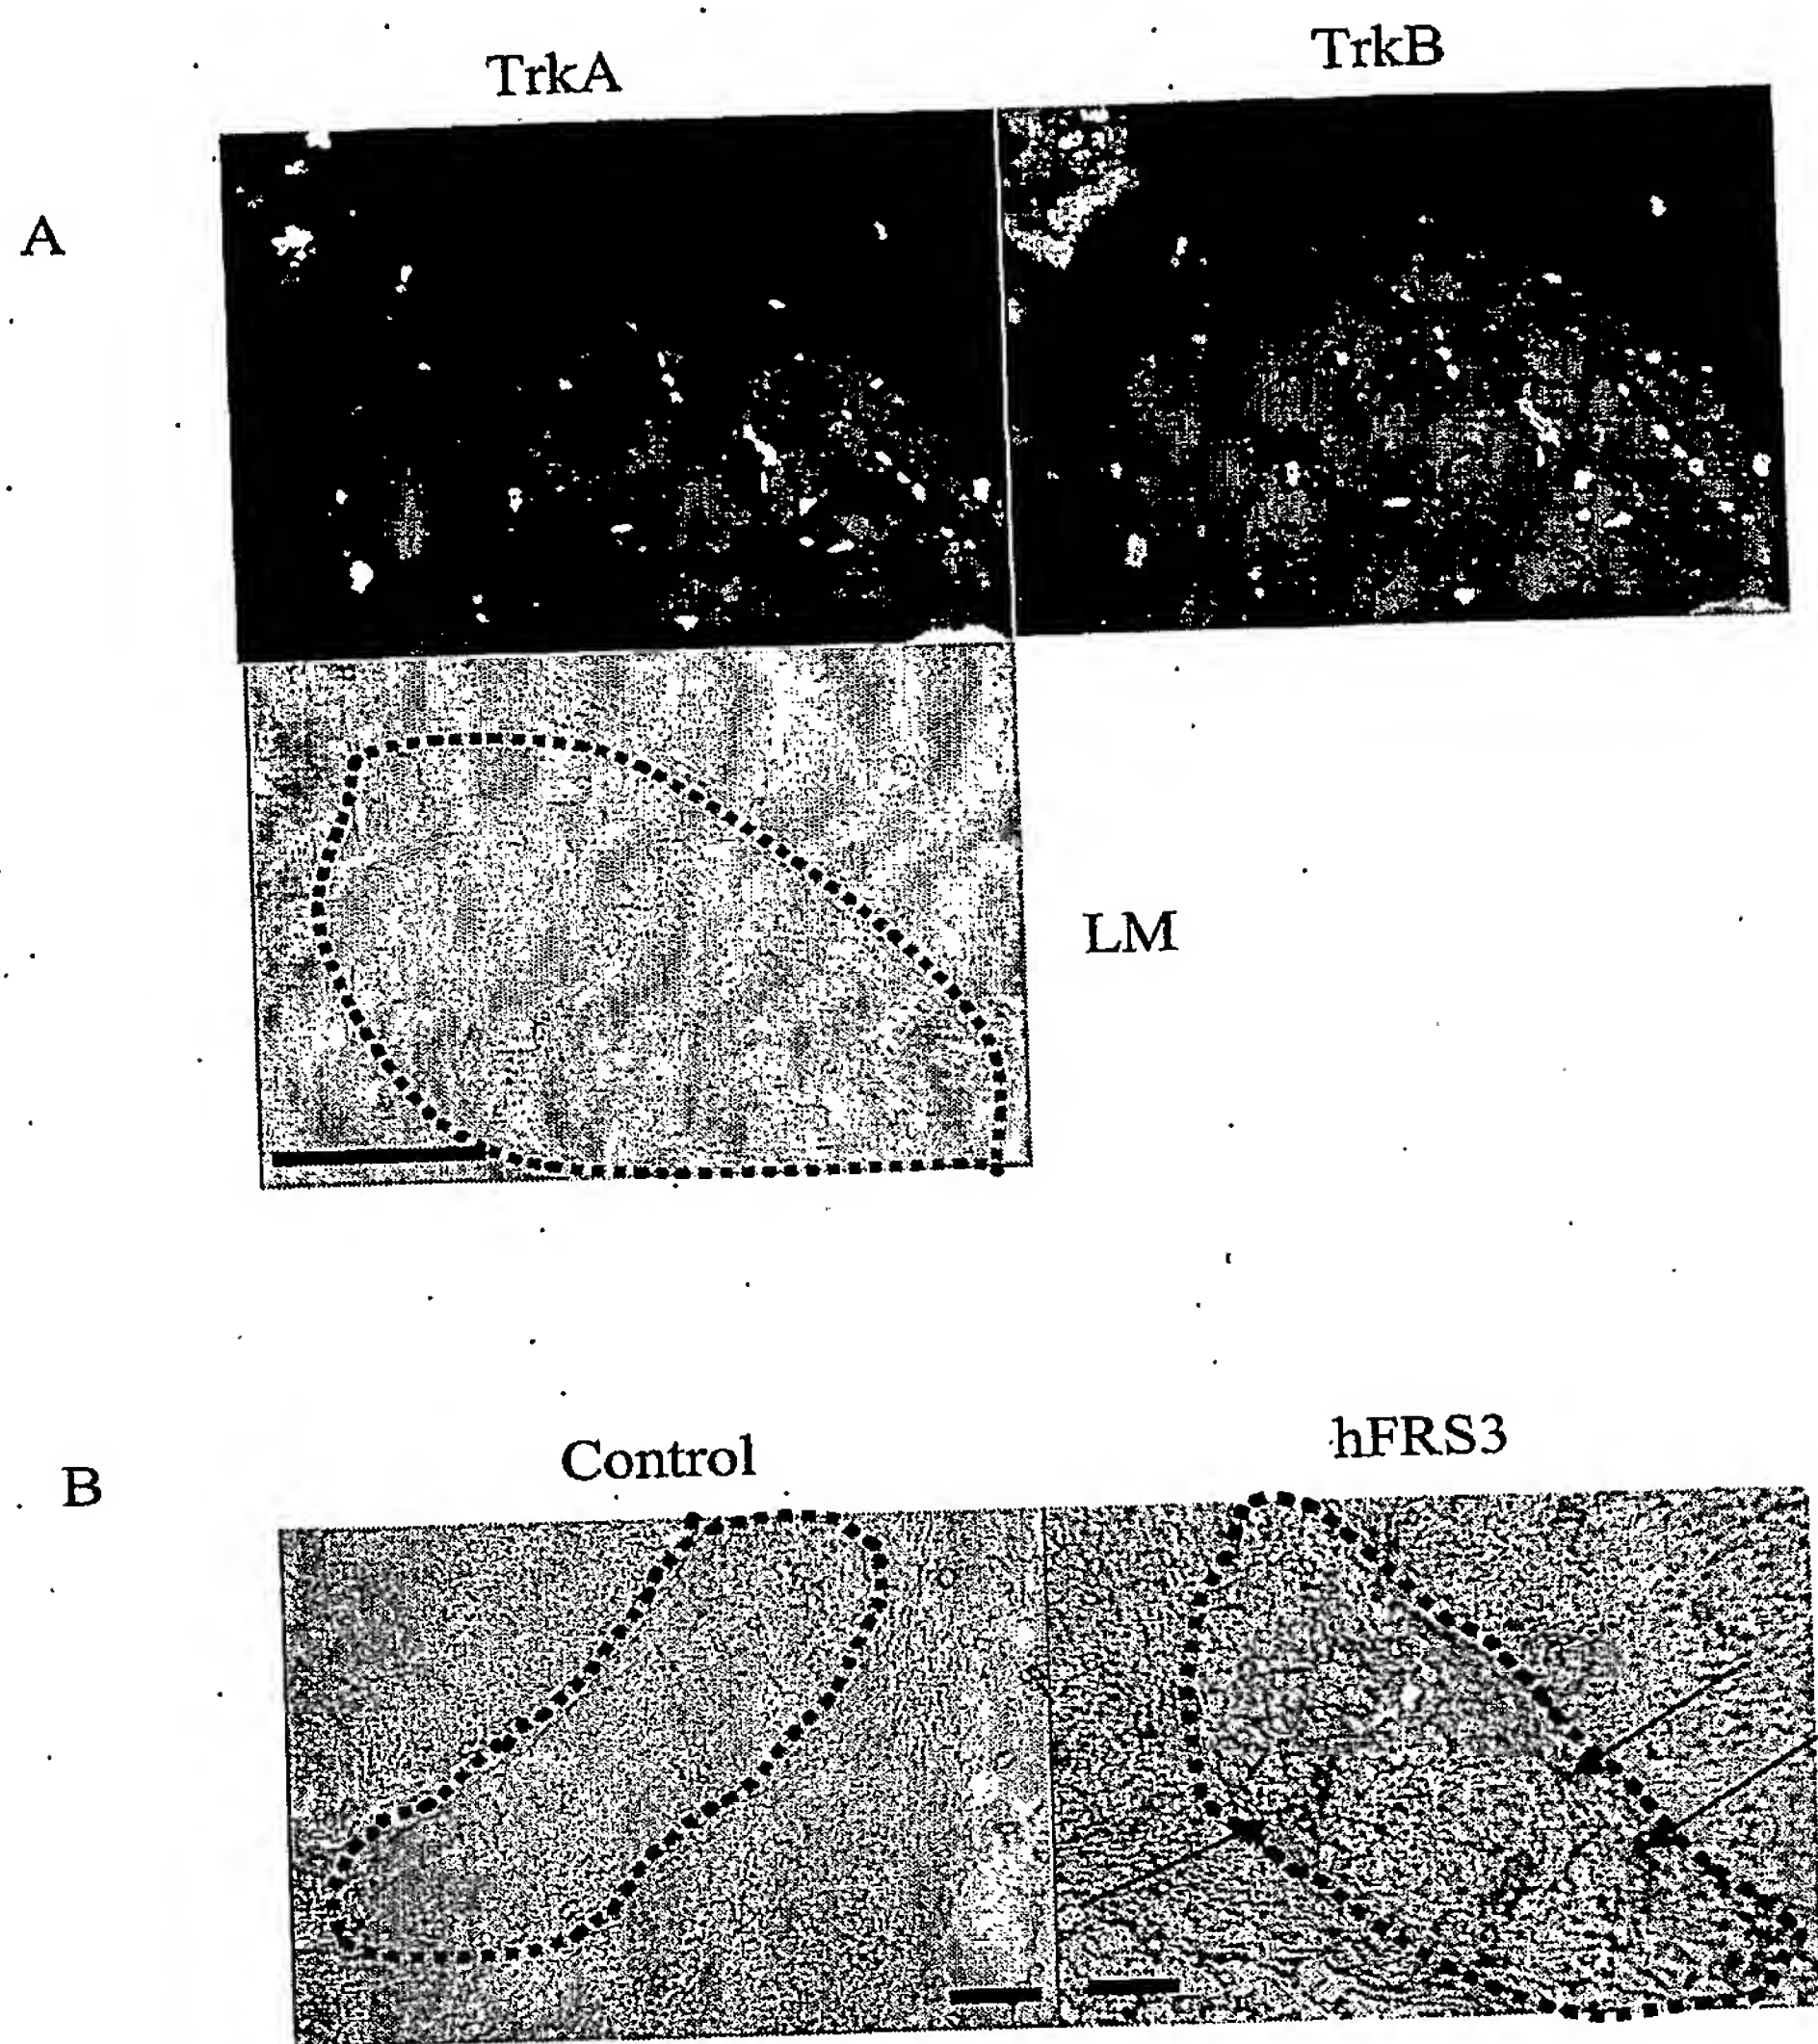 TrkA
TrkB
A
LM
B
Control
hFRS3